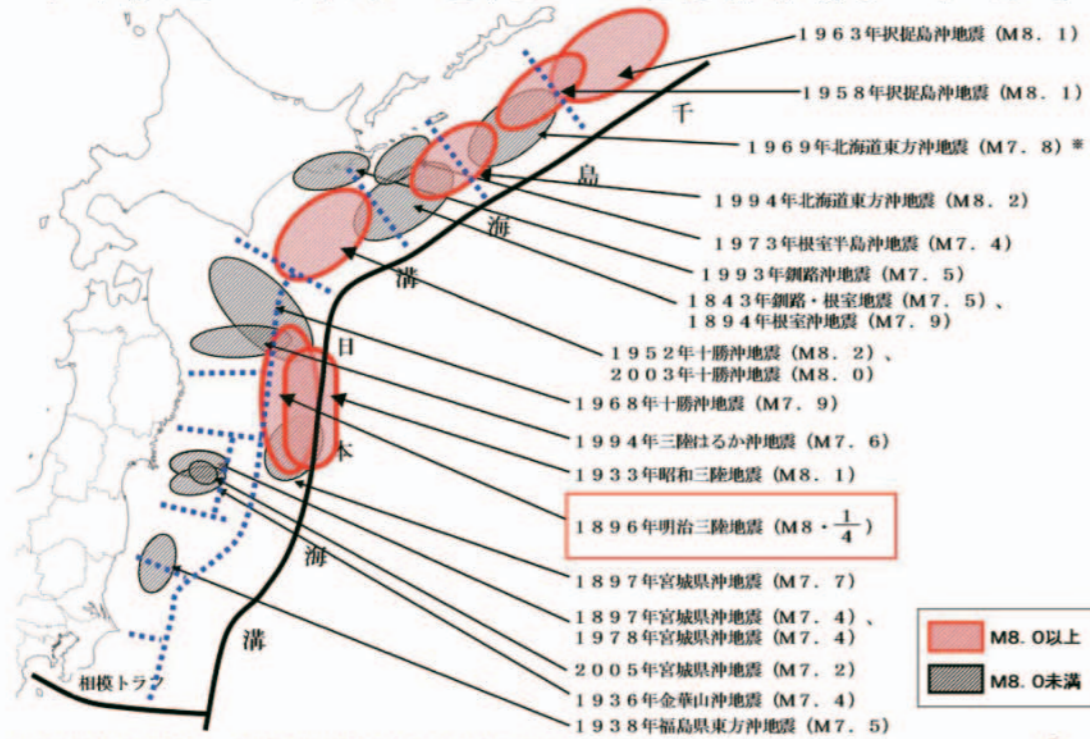 1963年択捉島沖地震（M8．1）
1958年択捉島沖地震（M8．1）
1969年北海道東方沖地震（M7．8）※
1994年北海道東方沖地震（M8．2）
1973年根室半島沖地震（M7．4）
1993年釧路沖地震（M7．5）
1843年釧路・根室地震（M7．5）、
1894年根室沖地震（M7．9）
1952年十勝沖地震（M8．2）、
2003年十勝沖地震（M8．0）
1968年十勝沖地震（M7．9）
1994年三陸はるか沖地震（M7．6）
1933年昭和三陸地震（M8．1）
1896年明治三陸地震（M8・1/4）
1897年宮城県沖地震（M7．7）
1897年宮城県沖地震（M7．4）、
1978年宮城県沖地震（M7．4）
2005年宮城県沖地震（M7．2）
1936年金華山沖地震（M7．4）
1938年福島県東方沖地震（M7．5）
千島海溝
日本海溝
相模トラフ
M8．0以上
M8．0未満